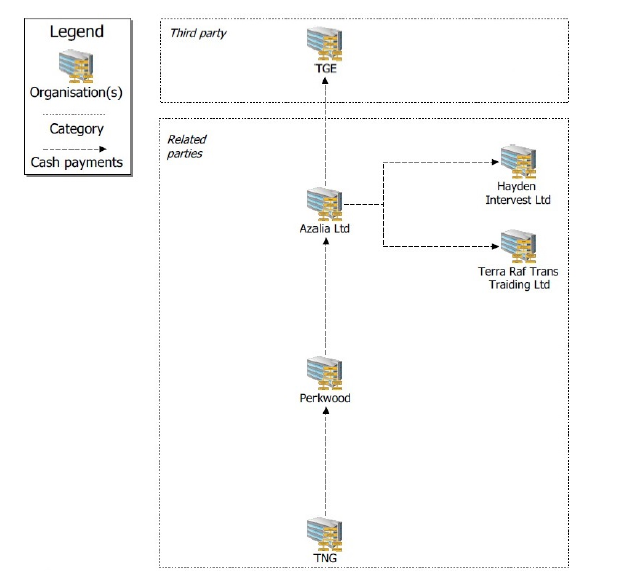 Legend
Organisation(s)
Category
Cash payments
Third party
TGE
Related
parties
Hayden
Intervest Ltd
Azalia Ltd
Terra Raf Trans
Traiding Ltd
Perkwood
TNG